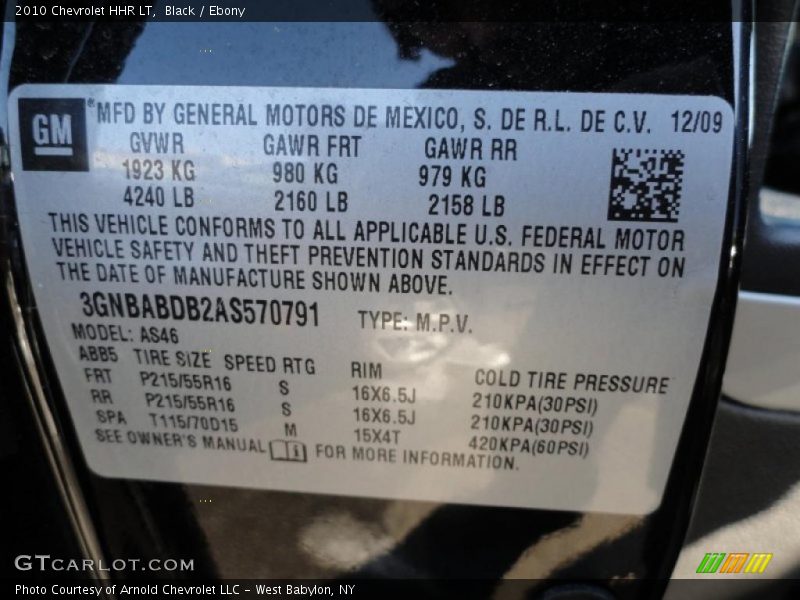 2010 Chevrolet HHR LT, Black / Ebony
GM ® MFD BY GENERAL MOTORS DE MEXICO, S. DE R.L. DE C.V. 12/09
GVWR GAWR FRT GAWR RR
1923 KG 980 KG 979 KG
4240 LB 2160 LB 2158 LB
THIS VEHICLE CONFORMS TO ALL APPLICABLE U.S. FEDERAL MOTOR
VEHICLE SAFETY AND THEFT PREVENTION STANDARDS IN EFFECT ON
THE DATE OF MANUFACTURE SHOWN ABOVE.
3GNBABDB2AS570791 TYPE: M.P.V.
MODEL: AS46
ABB5 TIRE SIZE SPEED RTG RIM COLD TIRE PRESSURE
FRT P215/55R16 S 16X6.5J 210KPA(30PSI)
RR P215/55R16 S 16X6.5J 210KPA(30PSI)
SPA T115/70D15 M 15X4T 420KPA(60PSI)
SEE OWNER'S MANUAL FOR MORE INFORMATION.
GTCARLOT.COM
Photo Courtesy of Arnold Chevrolet LLC – West Babylon, NY